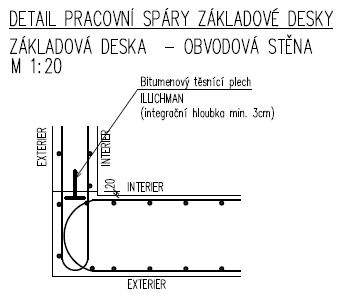 DETAIL PRACOVNÍ SPÁRY ZÁKLADOVÉ DESKY
ZÁKLADOVÁ DESKA – OBVODOVÁ STĚNA
M 1:20
Bitumenový těsnící plech
ILLICHMAN
(integrační hloubka min. 3cm)
EXTERIER
INTERIER
20
INTERIER
EXTERIER